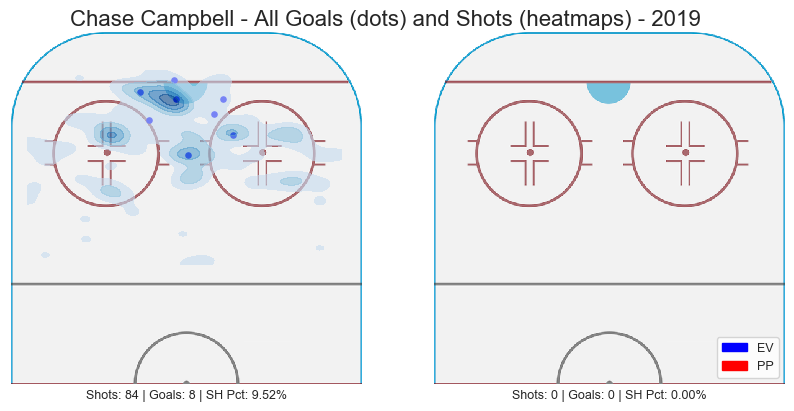 Chase Campbell - All Goals (dots) and Shots (heatmaps) - 2019
EV
PP
Shots: 84 | Goals: 8 | SH Pct: 9.52%
Shots: 0 | Goals: 0 | SH Pct: 0.00%